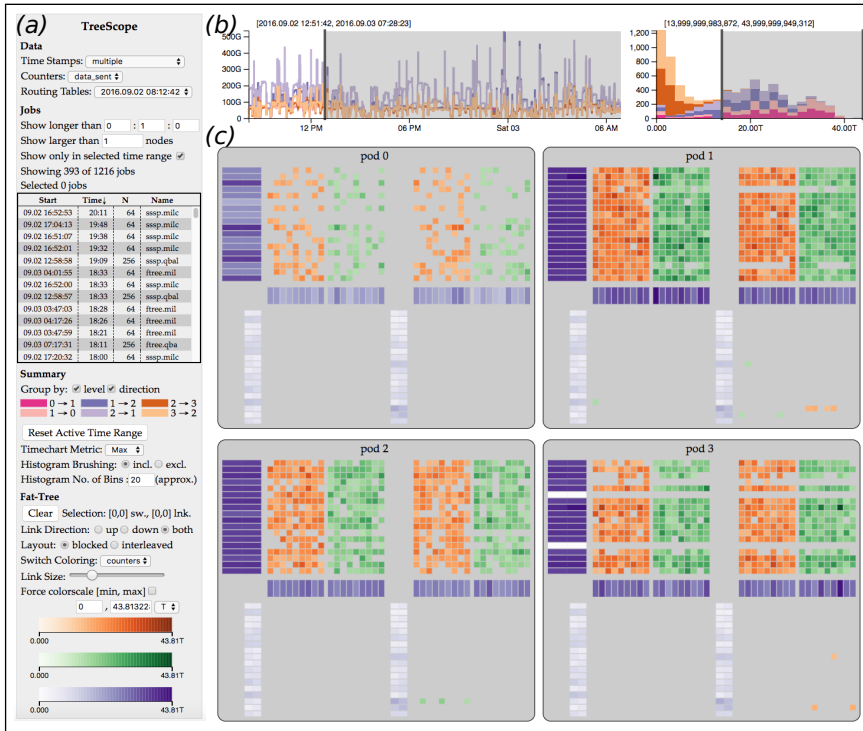 (a)
TreeScope
Data
Time Stamps: multiple
Counters: data_sent
Routing Tables: 2016.09.02 08:12:42
Jobs
Show longer than 0 : 1 : 0
Show larger than 1 nodes
Show only in selected time range
Showing 393 of 1216 jobs
Selected 0 jobs
Start Time↓ N Name
09.02 16:52:53 20:11 64 sssp.milc
09.02 17:04:13 19:48 64 sssp.milc
09.02 16:51:07 19:38 64 sssp.milc
09.02 16:52:01 19:32 64 sssp.milc
09.02 12:58:58 19:09 256 sssp.qbal
09.03 04:01:55 18:33 64 ftree.mil
09.02 16:52:00 18:33 64 sssp.milc
09.02 12:58:57 18:33 256 sssp.qbal
09.03 03:47:03 18:28 64 ftree.mil
09.03 04:17:26 18:26 64 ftree.mil
09.03 03:47:59 18:21 64 ftree.mil
09.03 07:17:31 18:11 256 ftree.qba
09.02 17:20:32 18:00 64 sssp.milc
Summary
Group by: level direction
0 → 1 1 → 2 2 → 3
1 → 0 2 → 1 3 → 2
Reset Active Time Range
Timechart Metric: Max
Histogram Brushing: incl. excl.
Histogram No. of Bins : 20 (approx.)
Fat-Tree
Clear Selection: [0,0] sw., [0,0] lnk.
Link Direction: up down both
Layout: blocked interleaved
Switch Coloring: counters
Link Size:
Force colorscale [min, max]
0 , 43.81322 T
0.000 43.81T
0.000 43.81T
0.000 43.81T
(b)
[2016.09.02 12:51:42, 2016.09.03 07:28:23]
500G
400G
300G
200G
100G
0
12 PM 06 PM Sat 03 06 AM
[13,999,999,983,872, 43,999,999,949,312]
1,200
1,000
800
600
400
200
0
0.000 20.00T 40.00T
(c)
pod 0
pod 1
pod 2
pod 3